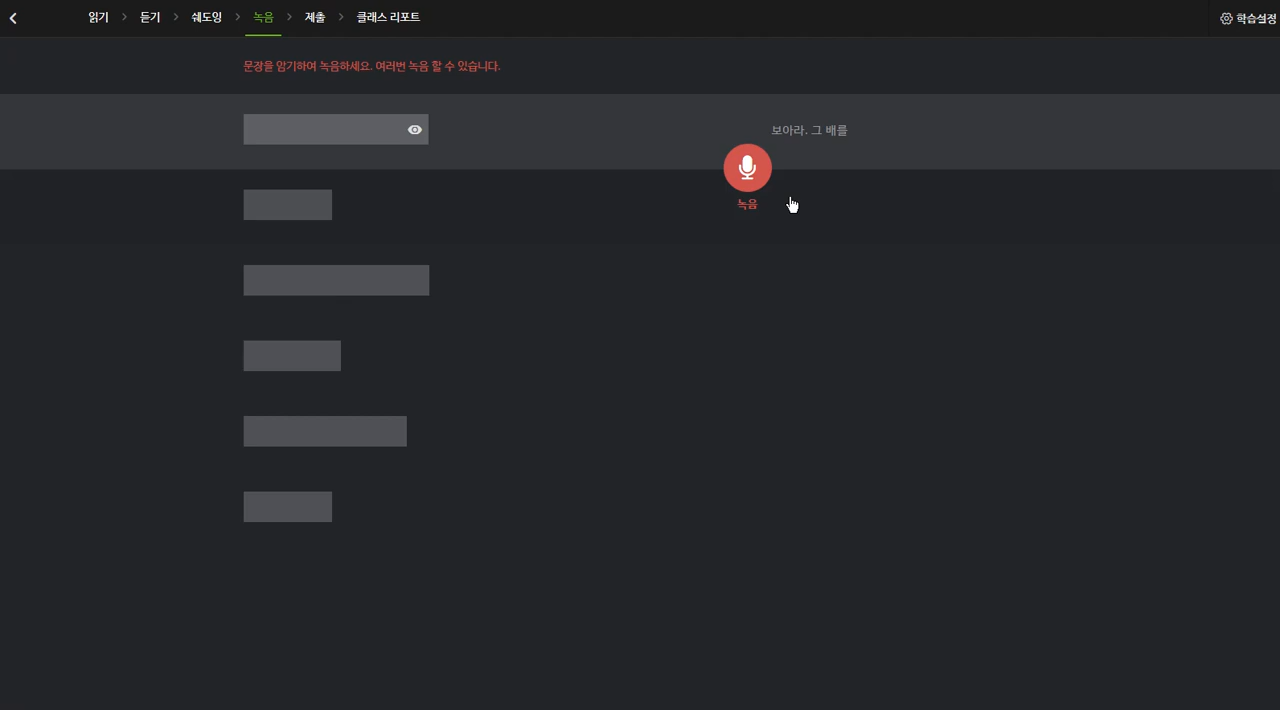 읽기 > 듣기 > 쉐도잉 > 녹음 > 제출 > 클래스 리포트 학습설정
문장을 암기하여 녹음하세요. 여러번 녹음 할 수 있습니다.
보아라. 그 배를
녹음